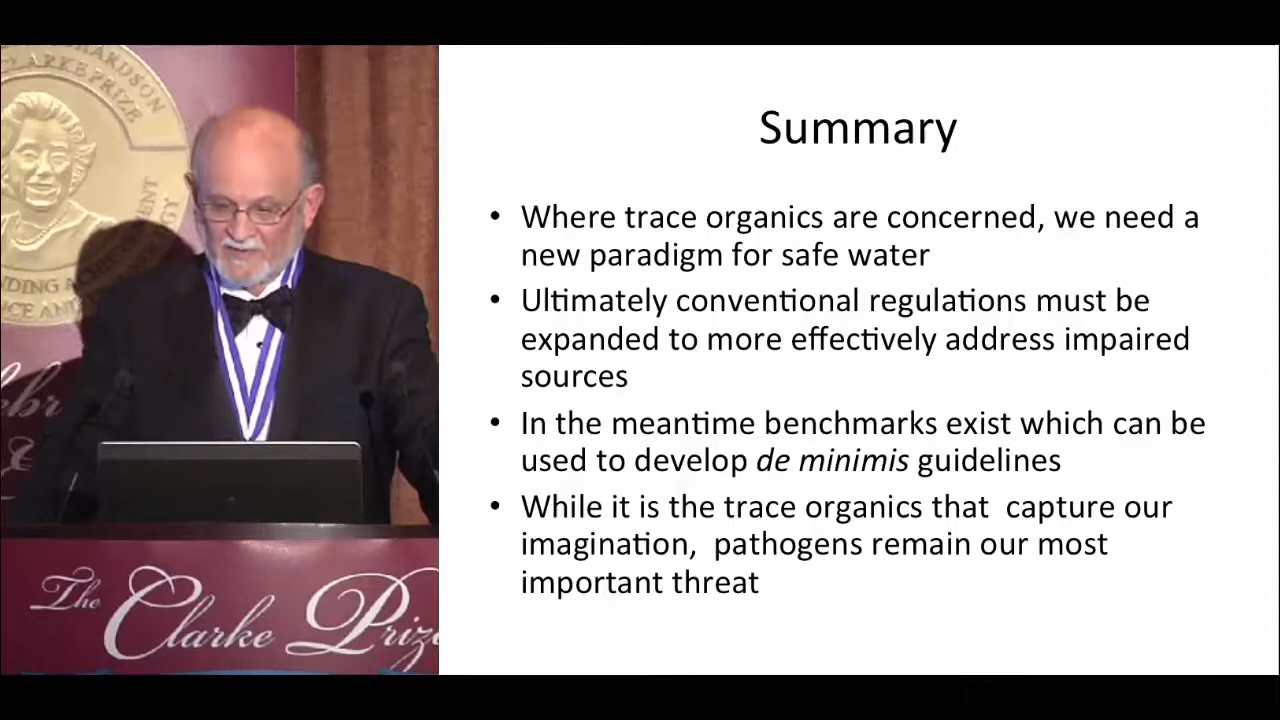 RICHARDSON
CLARKE PRIZE
The
Clarke Prize
Summary
• Where trace organics are concerned, we need a
new paradigm for safe water
• Ultimately conventional regulations must be
expanded to more effectively address impaired
sources
• In the meantime benchmarks exist which can be
used to develop de minimis guidelines
• While it is the trace organics that  capture our
imagination,  pathogens remain our most
important threat